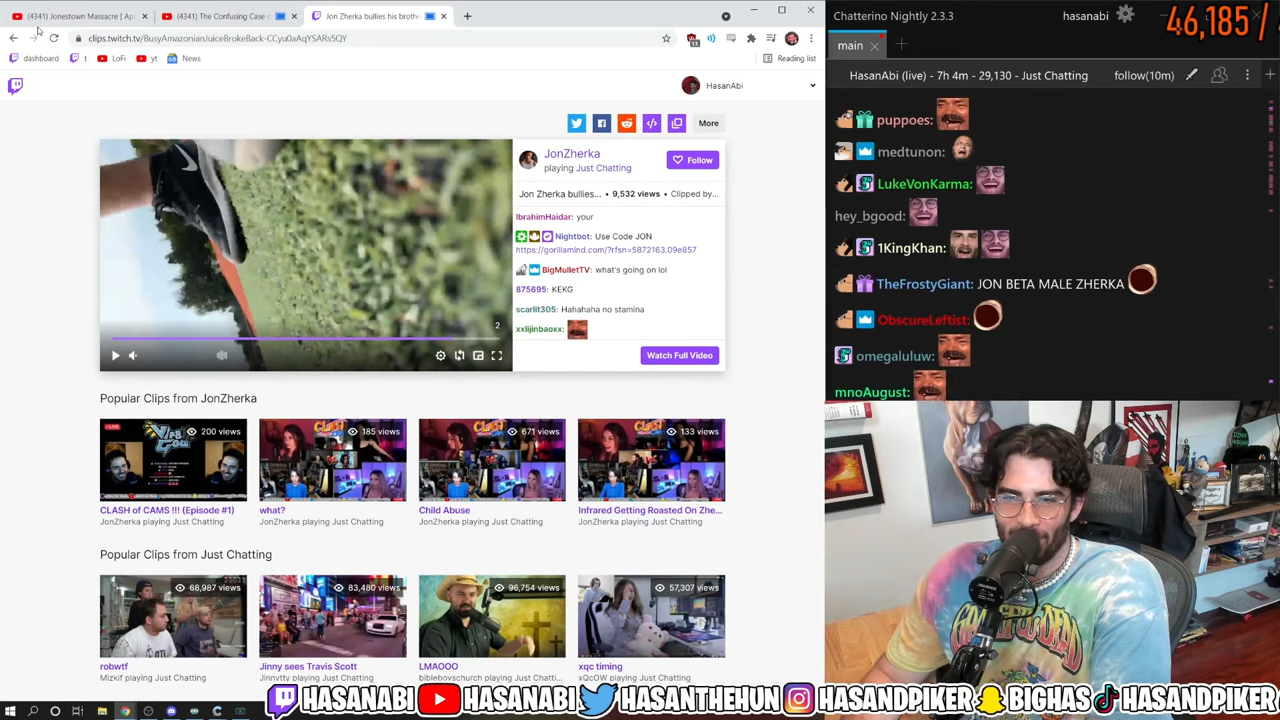 (4341) Jonestown Massacre [ Apo
(4341) The Confusing Case o
Jon Zherka bullies his brothe
clips.twitch.tv/BusyAmazonianJuiceBrokeBack-CCyu0aAqYSARs5QY
13
dashboard
t
LoFi
yt
News
Reading list
HasanAbi
More
JonZherka
playing Just Chatting
Follow
Jon Zherka bullies... • 9,532 views • Clipped by...
IbrahimHaidar: your
Nightbot: Use Code JON
https://gorillamind.com/?rfsn=5872163.09e857
BigMulletTV: what's going on lol
875695: KEKG
scarlit305: Hahahaha no stamina
xxlijinbaoxx:
2
Watch Full Video
Popular Clips from JonZherka
LIVE
200 views
185 views
671 views
133 views
CLASH of CAMS !!! (Episode #1)
JonZherka playing Just Chatting
what?
JonZherka playing Just Chatting
Child Abuse
JonZherka playing Just Chatting
Infrared Getting Roasted On Zhe...
JonZherka playing Just Chatting
Popular Clips from Just Chatting
68,987 views
83,480 views
96,754 views
57,307 views
robwtf
Mizkif playing Just Chatting
Jinny sees Travis Scott
Jinnytty playing Just Chatting
LMAOOO
bibleboyschurch playing Just Chatti...
xqc timing
xQcOW playing Just Chatting
Chatterino Nightly 2.3.3
hasanabi
46,185 /
main
HasanAbi (live) - 7h 4m - 29,130 - Just Chatting
follow(10m)
puppoes:
medtunon:
LukeVonKarma:
hey_bgood:
1KingKhan:
TheFrostyGiant: JON BETA MALE ZHERKA
ObscureLeftist:
omegaluluw:
mnoAugust:
HASANABI
HASANABI
HASANTHEHUN
HASANDPIKER
BIGHAS
HASANDPIKER